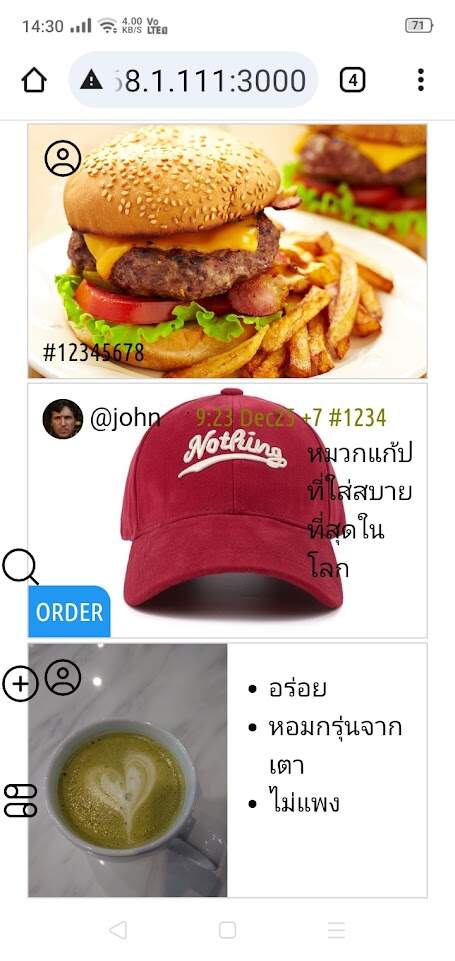 14:30 4.00 KB/S Vo LTE 71
8.1.111:3000 4
#12345678
@john 9:23 Dec25 +7 #1234
Nothing
หมวกแก้ป
ที่ใส่สบาย
ที่สุดใน
โลก
ORDER
• อร่อย
• หอมกรุ่นจาก
เตา
• ไม่แพง